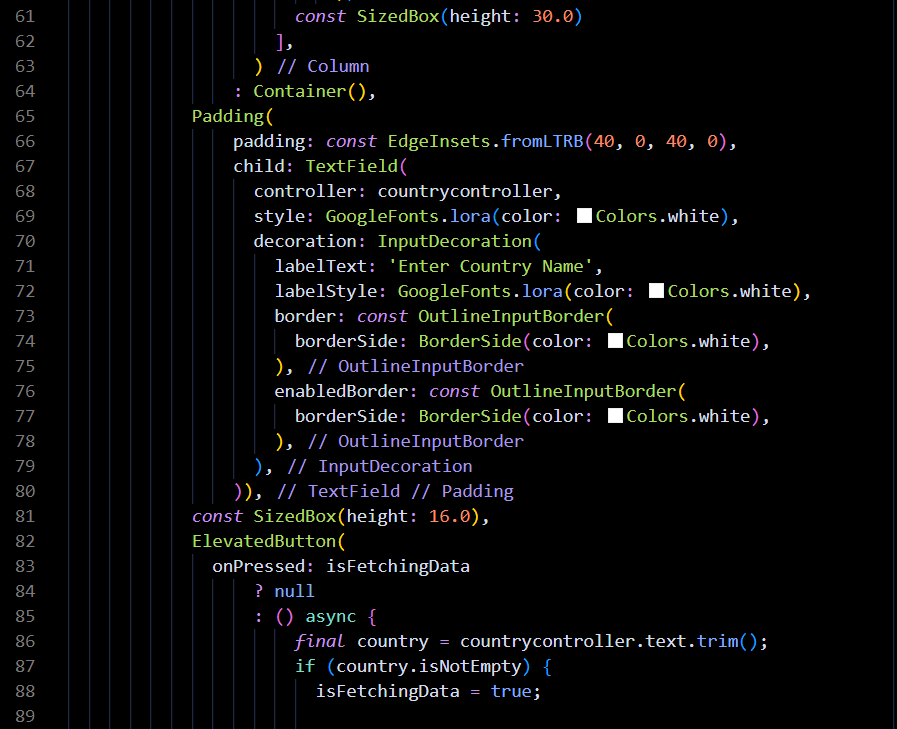 61 const SizedBox(height: 30.0)
62 ],
63 ) // Column
64 : Container(),
65 Padding(
66 padding: const EdgeInsets.fromLTRB(40, 0, 40, 0),
67 child: TextField(
68 controller: countrycontroller,
69 style: GoogleFonts.lora(color: Colors.white),
70 decoration: InputDecoration(
71 labelText: 'Enter Country Name',
72 labelStyle: GoogleFonts.lora(color: Colors.white),
73 border: const OutlineInputBorder(
74 borderSide: BorderSide(color: Colors.white),
75 ), // OutlineInputBorder
76 enabledBorder: const OutlineInputBorder(
77 borderSide: BorderSide(color: Colors.white),
78 ), // OutlineInputBorder
79 ), // InputDecoration
80 )), // TextField // Padding
81 const SizedBox(height: 16.0),
82 ElevatedButton(
83 onPressed: isFetchingData
84 ? null
85 : () async {
86 final country = countrycontroller.text.trim();
87 if (country.isNotEmpty) {
88 isFetchingData = true;
89